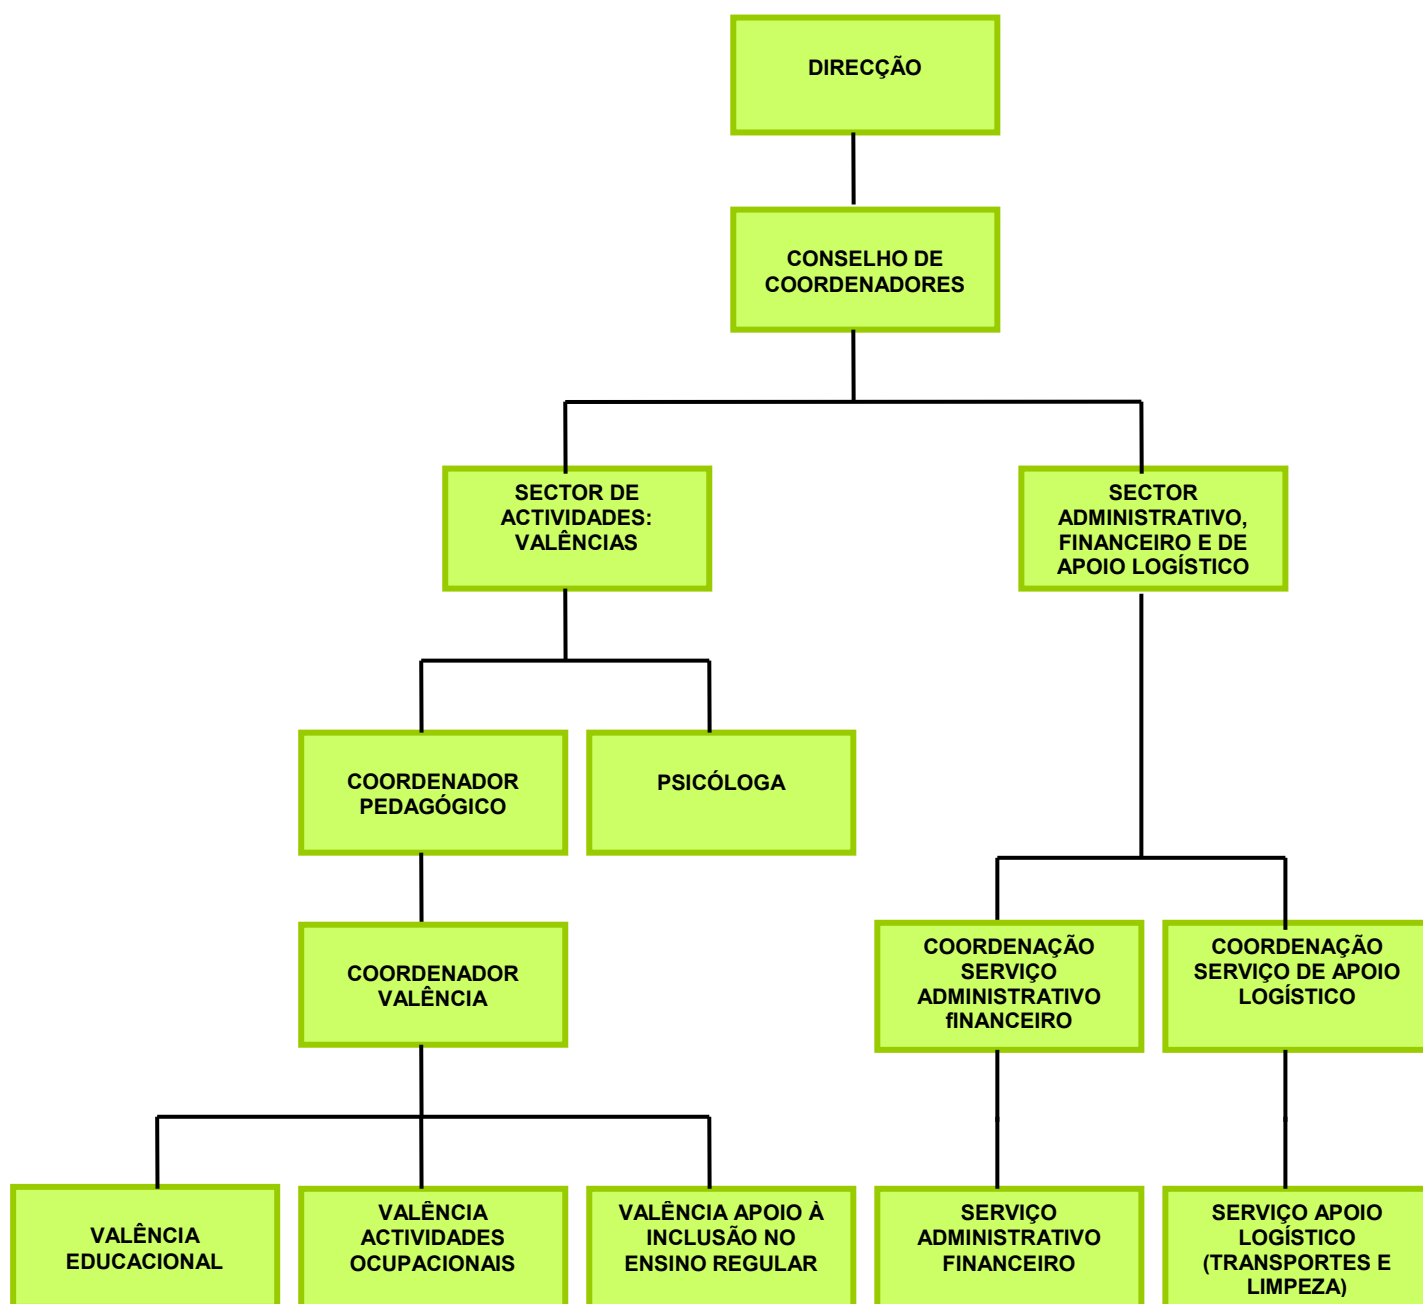 DIRECÇÃO
CONSELHO DE
COORDENADORES
SECTOR DE
ACTIVIDADES:
VALÊNCIAS
SECTOR
ADMINISTRATIVO,
FINANCEIRO E DE
APOIO LOGÍSTICO
COORDENADOR
PEDAGÓGICO
PSICÓLOGA
COORDENADOR
VALÊNCIA
COORDENAÇÃO
SERVIÇO
ADMINISTRATIVO
fINANCEIRO
COORDENAÇÃO
SERVIÇO DE APOIO
LOGÍSTICO
VALÊNCIA
EDUCACIONAL
VALÊNCIA
ACTIVIDADES
OCUPACIONAIS
VALÊNCIA APOIO À
INCLUSÃO NO
ENSINO REGULAR
SERVIÇO
ADMINISTRATIVO
FINANCEIRO
SERVIÇO APOIO
LOGÍSTICO
(TRANSPORTES E
LIMPEZA)